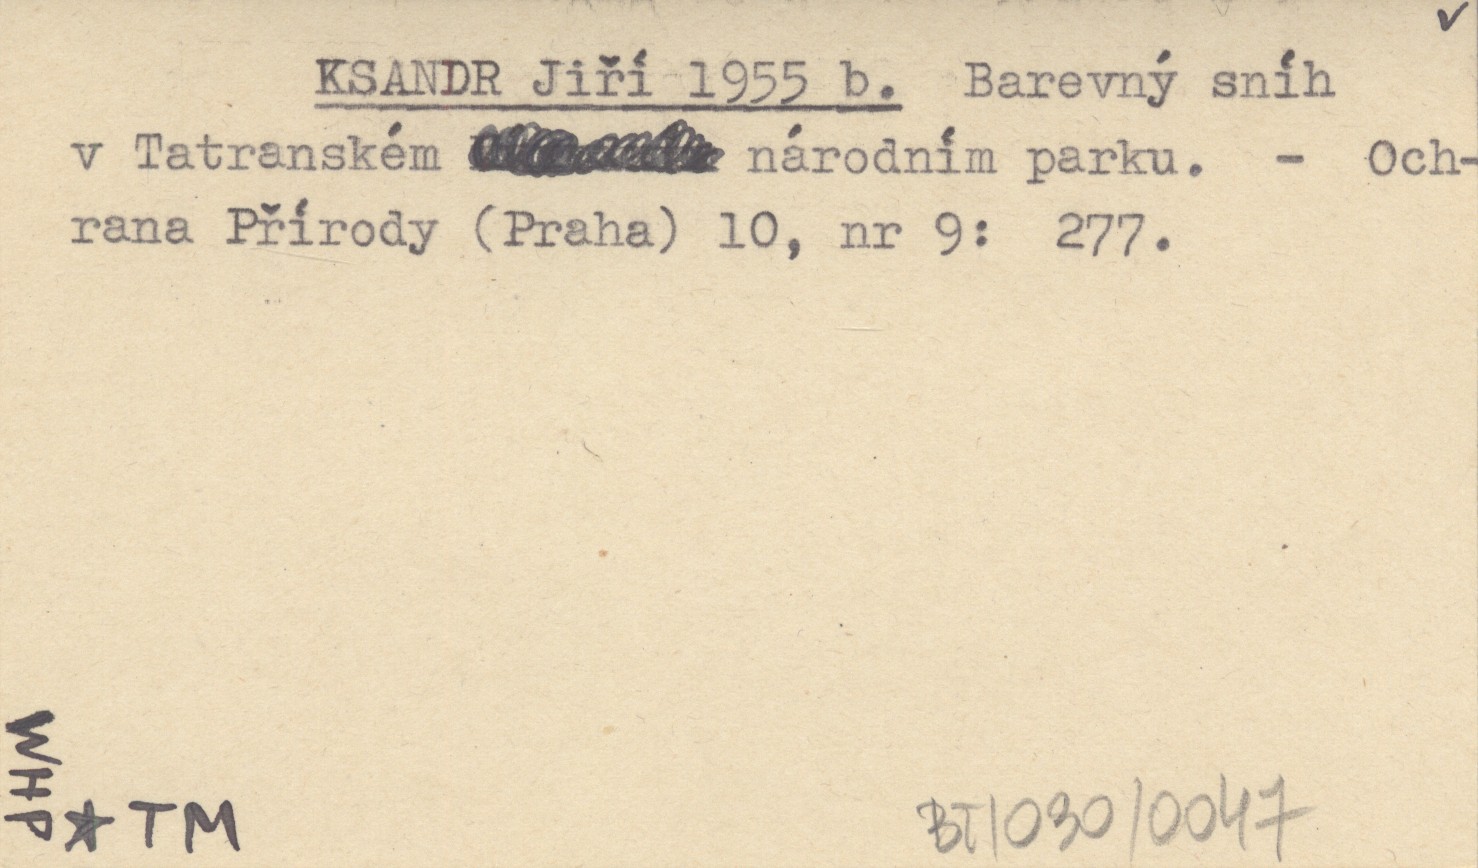 ✓
KSANDR Jiří 1955 b. Barevný sníh
v Tatranském národním parku. - Och-
rana Přírody (Praha) 10, nr 9: 277.
WHP
* TM
BT/030/0047